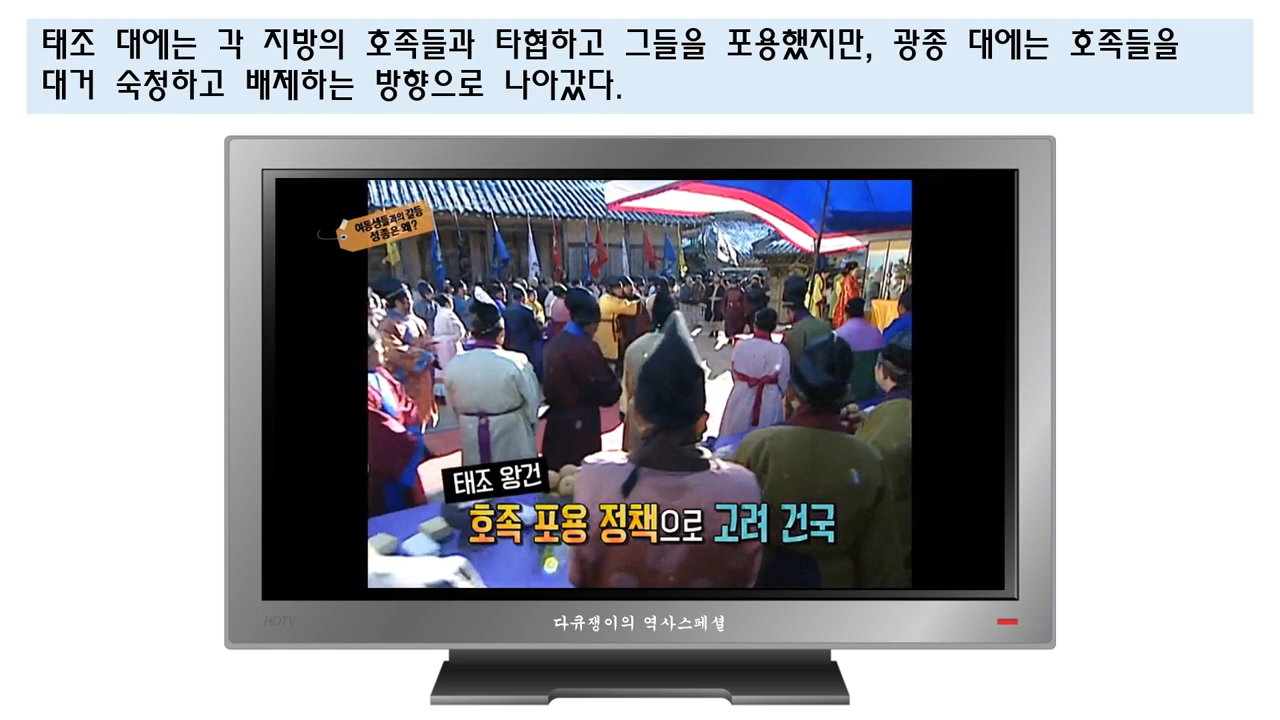 태조 대에는 각 지방의 호족들과 타협하고 그들을 포용했지만, 광종 대에는 호족들을
대거 숙청하고 배제하는 방향으로 나아갔다.
여동생들과의 갈등
성종은 왜?
태조 왕건
호족 포용 정책으로 고려 건국
HDTV
다큐쟁이의 역사스페셜